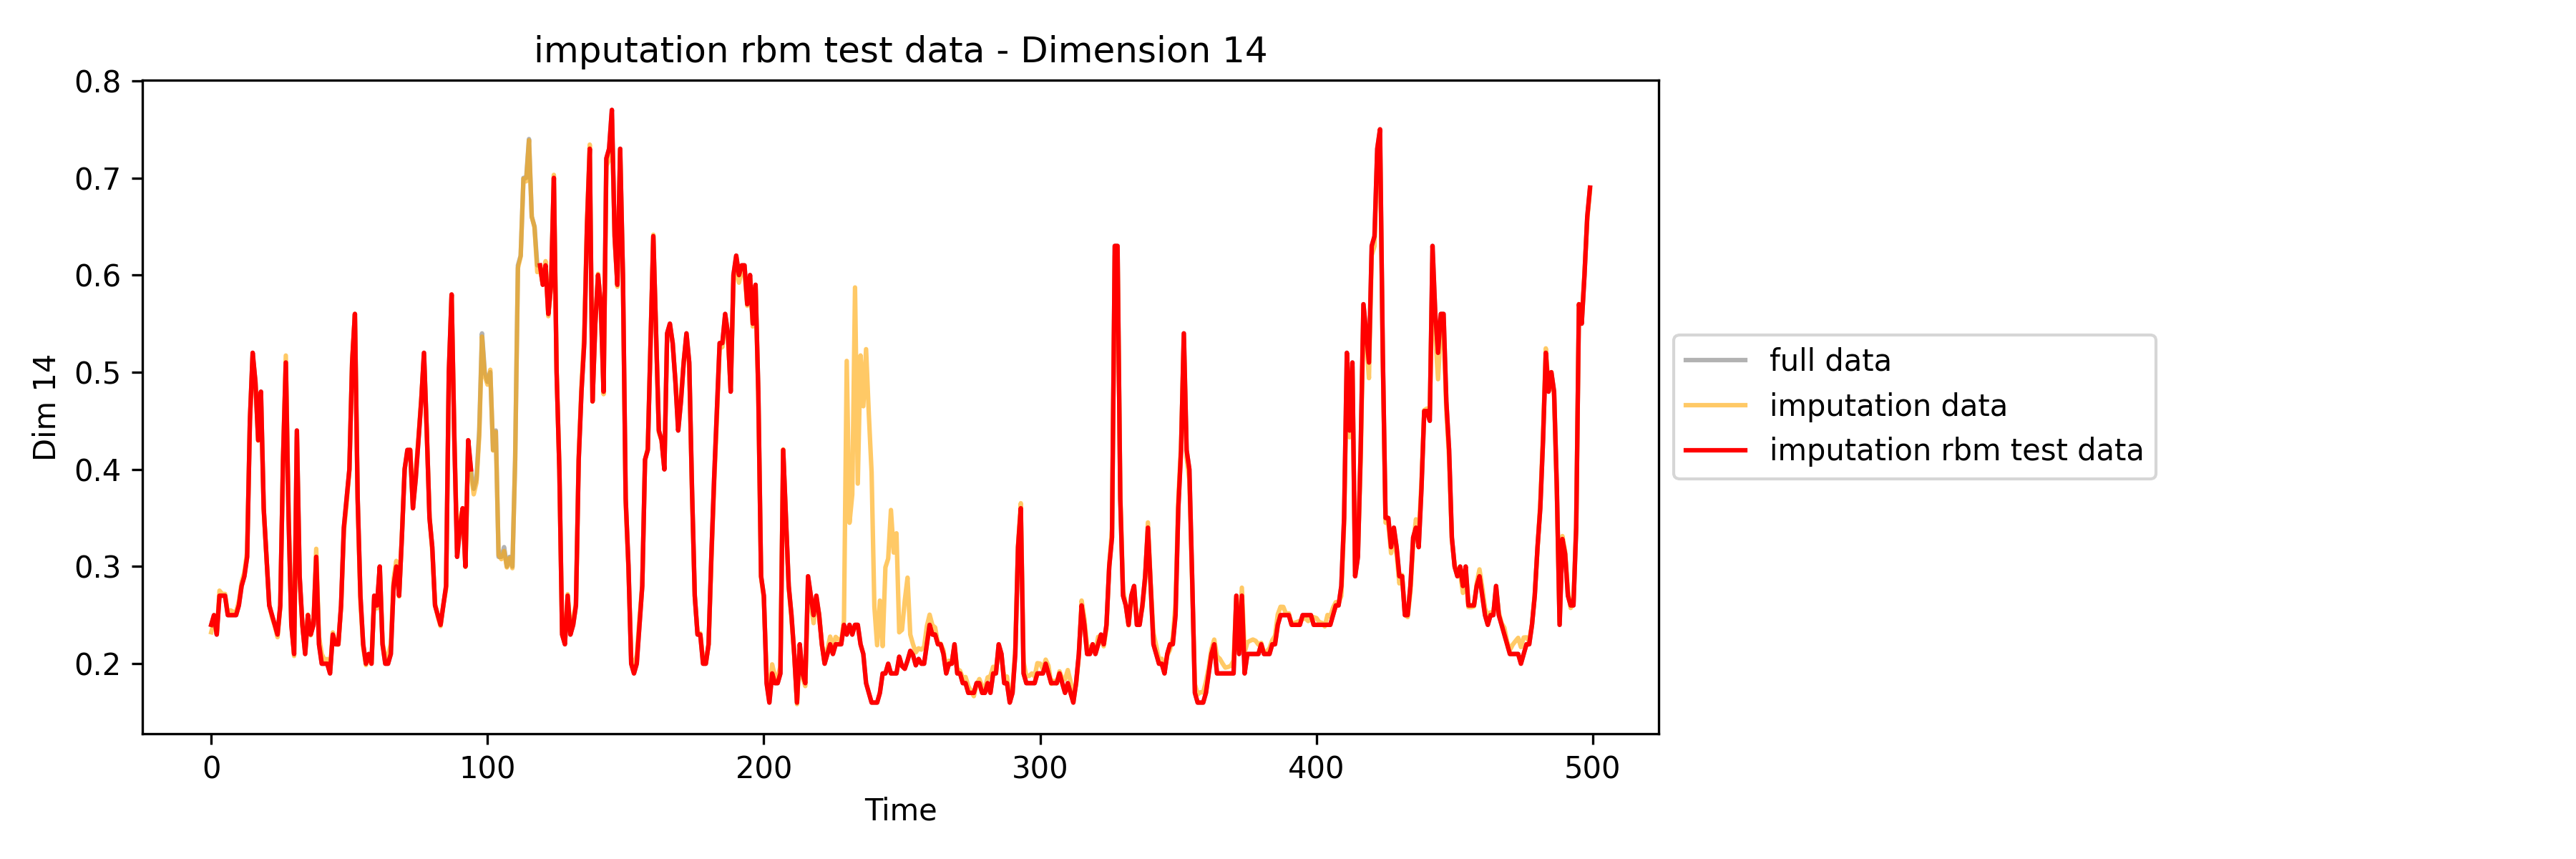 imputation rbm test data - Dimension 14
0.8
0.7
0.6
0.5
0.4
0.3
0.2
Dim 14
0 100 200 300 400 500
Time
full data
imputation data
imputation rbm test data